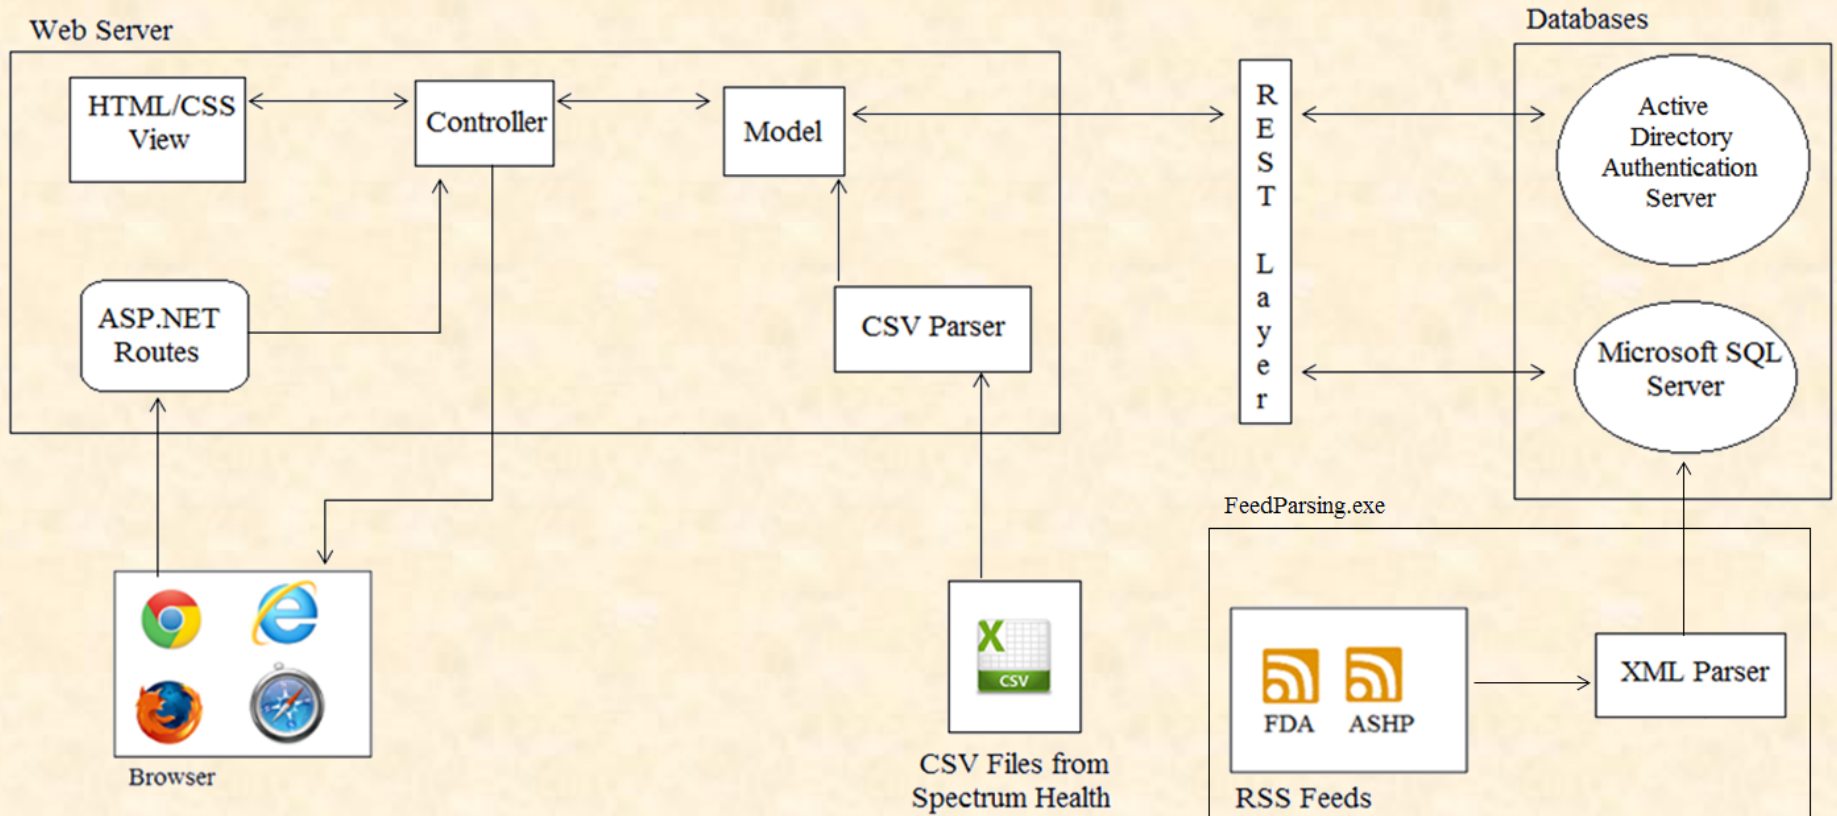 Web Server
HTML/CSS
View
Controller
Model
ASP.NET
Routes
CSV Parser
Browser
CSV
CSV Files from
Spectrum Health
R
E
S
T
L
a
y
e
r
Databases
Active
Directory
Authentication
Server
Microsoft SQL
Server
FeedParsing.exe
FDA ASHP
RSS Feeds
XML Parser